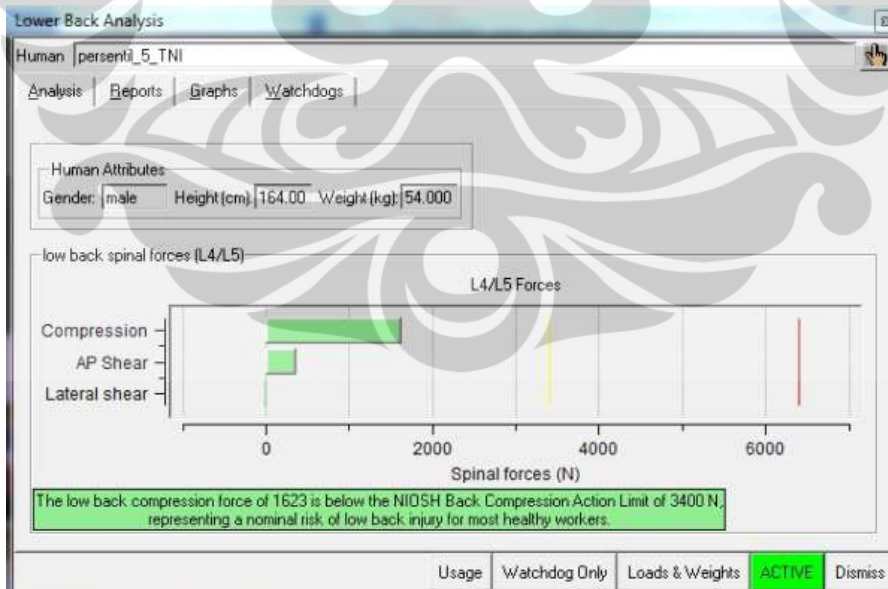 Lower Back Analysis
Human persentil_5_TNI
Analysis Reports Graphs Watchdogs
Human Attributes
Gender: male Height (cm): 164.00 Weight (kg): 54.000
low back spinal forces (L4/L5)
L4/L5 Forces
Compression
AP Shear
Lateral shear
0 2000 4000 6000
Spinal forces (N)
The low back compression force of 1623 is below the NIOSH Back Compression Action Limit of 3400 N,
representing a nominal risk of low back injury for most healthy workers.
Usage Watchdog Only Loads & Weights ACTIVE Dismiss